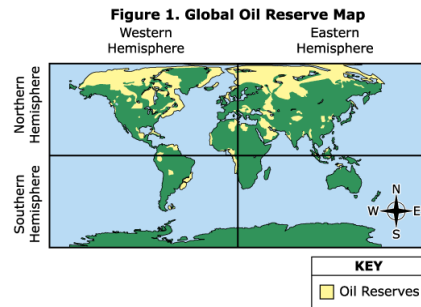 Figure 1. Global Oil Reserve Map
Western
Hemisphere
Eastern
Hemisphere
Northern
Hemisphere
Southern
Hemisphere
N
W E
S
KEY
Oil Reserves